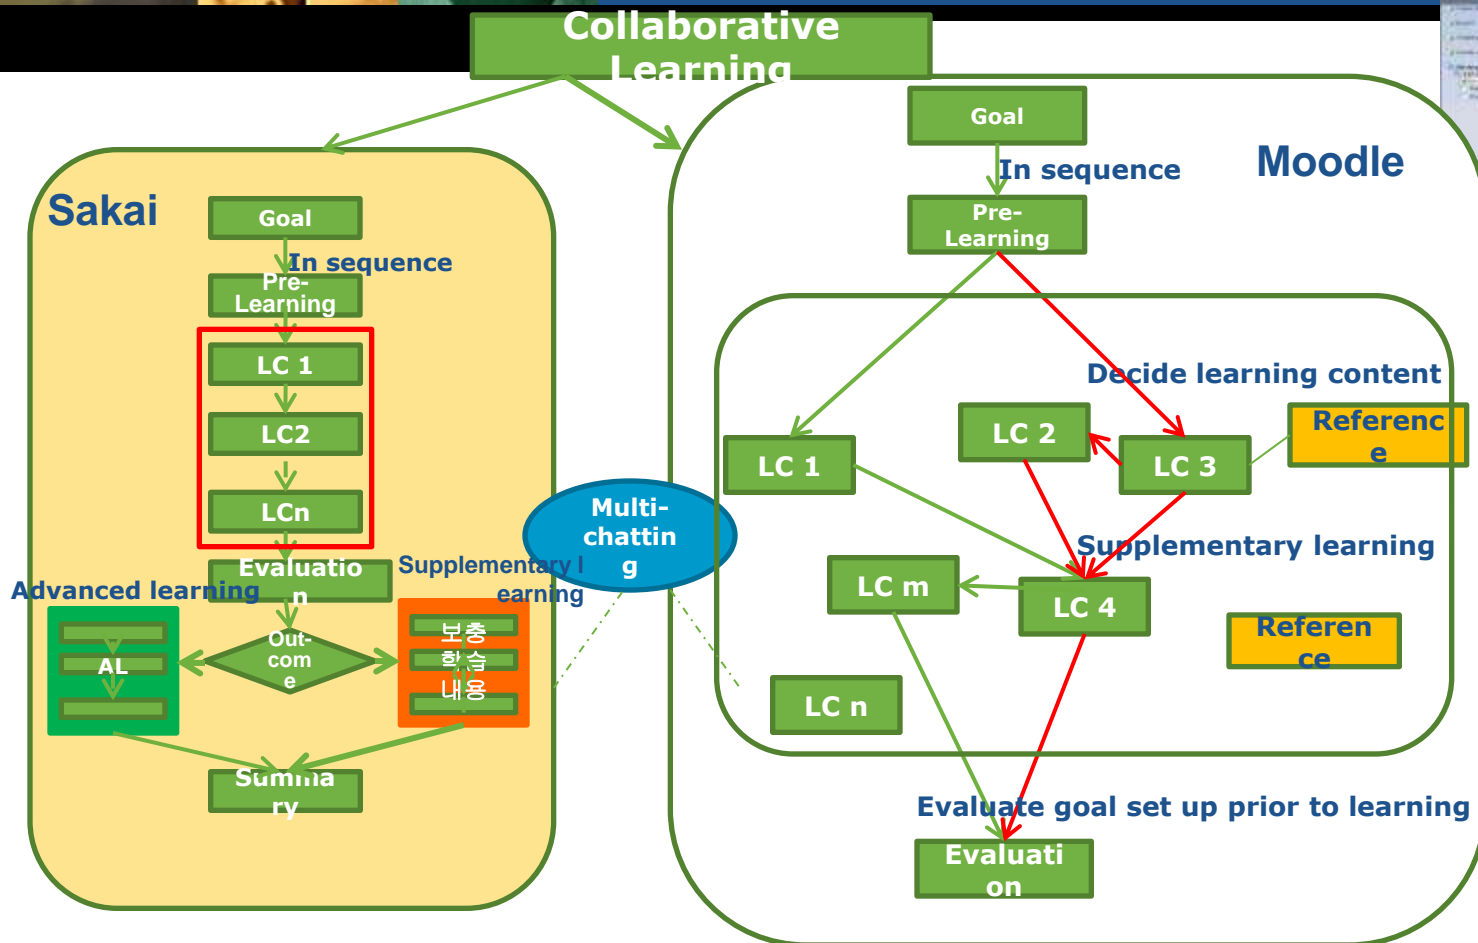 Collaborative
Learning
Sakai
Goal
In sequence
Pre-
Learning
LC 1
LC2
LCn
Evaluatio
n
Advanced learning
Supplementary l
earning
AL
Out-
com
e
보충
학습
내용
Summa
ry
Multi-
chattin
g
Moodle
Goal
In sequence
Pre-
Learning
Decide learning content
LC 1
LC 2
LC 3
Referenc
e
Supplementary learning
LC m
LC 4
Referen
ce
LC n
Evaluate goal set up prior to learning
Evaluati
on